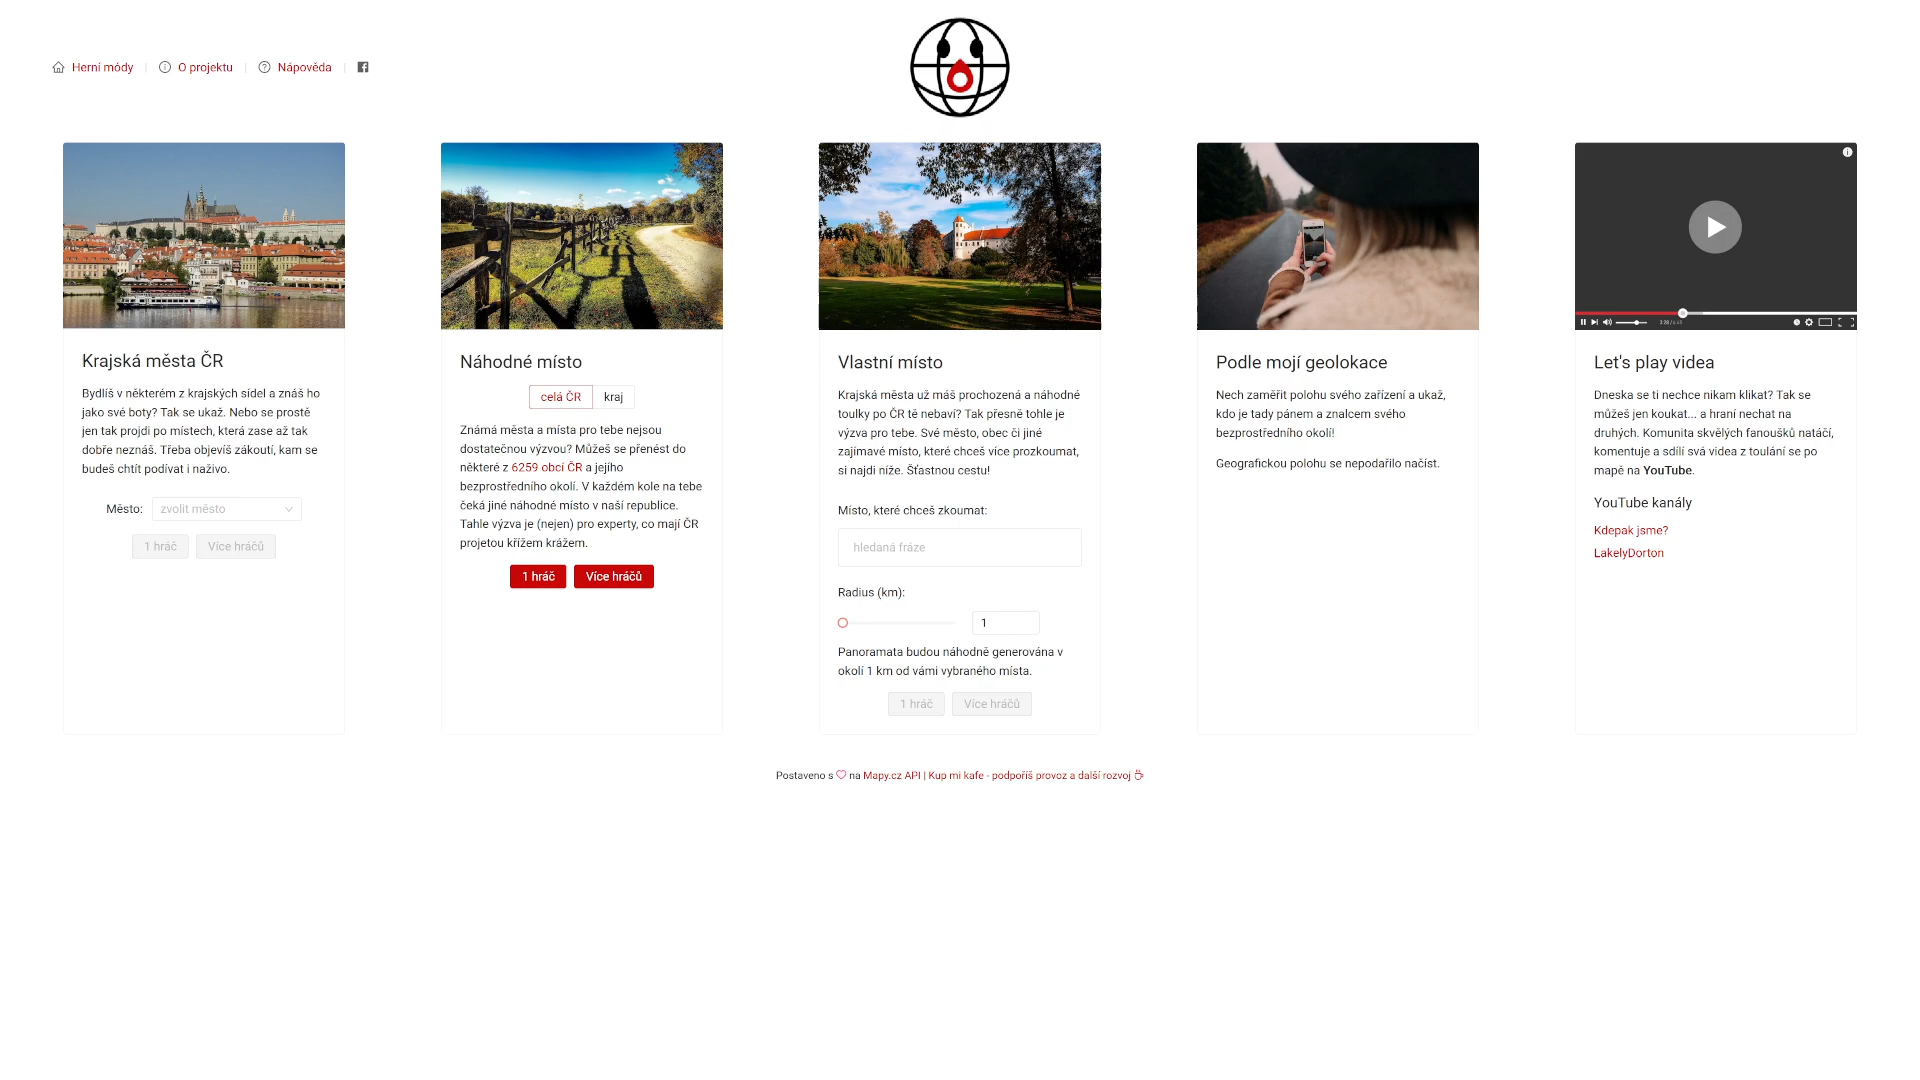 Herní módy
O projektu
Nápověda
Krajská města ČR
Bydlíš v některém z krajských sídel a znáš ho
jako své boty? Tak se ukaž. Nebo se prostě
jen tak projdi po místech, která zase až tak
dobře neznáš. Třeba objevíš zákoutí, kam se
budeš chtít podívat i naživo.
Město: zvolit město
1 hráč Více hráčů
Náhodné místo
celá ČR kraj
Známá města a místa pro tebe nejsou
dostatečnou výzvou? Můžeš se přenést do
některé z 6259 obcí ČR a jejího
bezprostředního okolí. V každém kole na tebe
čeká jiné náhodné místo v naší republice.
Tahle výzva je (nejen) pro experty, co mají ČR
projetou křížem krážem.
1 hráč Více hráčů
Vlastní místo
Krajská města už máš prochozená a náhodné
toulky po ČR tě nebaví? Tak přesně tohle je
výzva pro tebe. Své město, obec či jiné
zajímavé místo, které chceš více prozkoumat,
si najdi níže. Šťastnou cestu!
Místo, které chceš zkoumat:
hledaná fráze
Radius (km):
1
Panoramata budou náhodně generována v
okolí 1 km od vámi vybraného místa.
1 hráč Více hráčů
Podle mojí geolokace
Nech zaměřit polohu svého zařízení a ukaž,
kdo je tady pánem a znalcem svého
bezprostředního okolí!
Geografickou polohu se nepodařilo načíst.
Let's play videa
Dneska se ti nechce nikam klikat? Tak se
můžeš jen koukat... a hraní nechat na
druhých. Komunita skvělých fanoušků natáčí,
komentuje a sdílí svá videa z toulání se po
mapě na YouTube.
YouTube kanály
Kdepak jsme?
LakelyDorton
Postaveno s na Mapy.cz API | Kup mi kafe - podpoříš provoz a další rozvoj